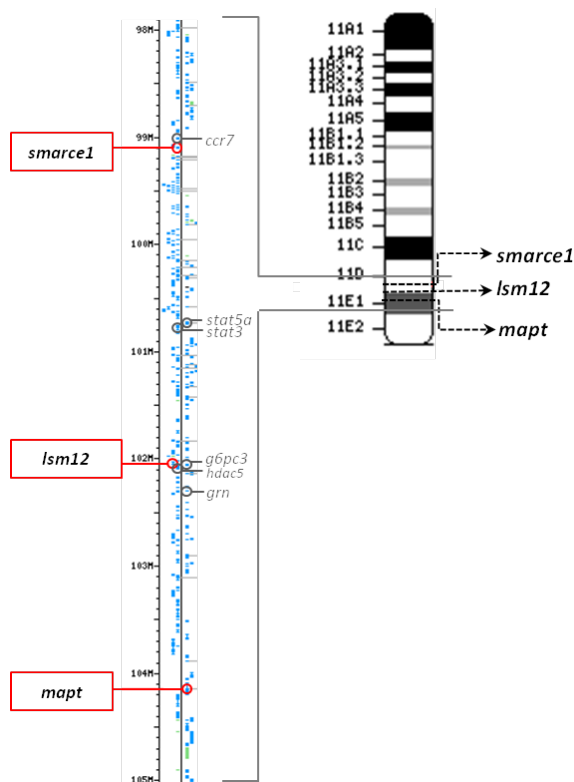 98M
99M
smarce1
ccr7
100M
stat5a
stat3
101M
102M
lsm12
g6pc3
hdac5
grn
103M
104M
mapt
105M
11A1
11A2
11A3.1
11A3.2
11A3.3
11A4
11A5
11B1.1
11B1.2
11B1.3
11B2
11B3
11B4
11B5
11C
11D
11E1
11E2
smarce1
lsm12
mapt